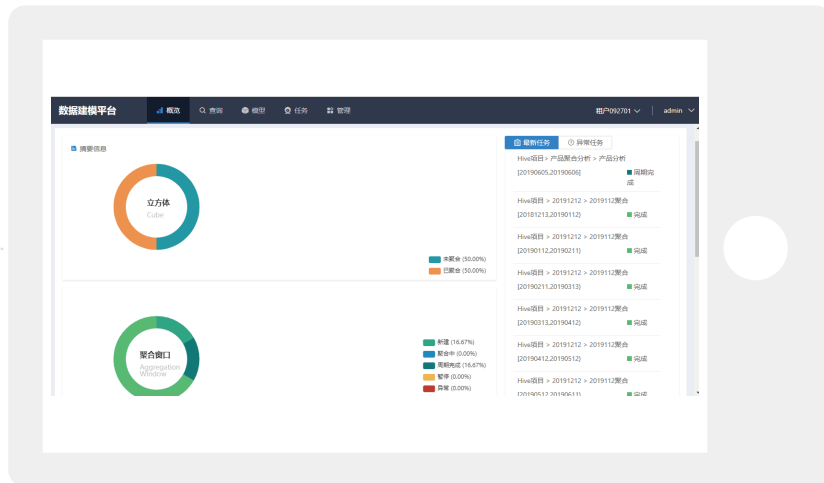 数据建模平台 概览 查询 模型 任务 管理 租户092701 admin
摘要信息
立方体
Cube
未聚合 (50.00%)
已聚合 (50.00%)
聚合窗口
Aggregation
Window
新建 (16.67%)
聚合中 (0.00%)
周期完成 (16.67%)
暂停 (0.00%)
异常 (0.00%)
最新任务 异常任务
Hive项目> 产品聚合分析 > 产品分析
[20190605,20190606] 周期完
成
Hive项目 > 20191212 > 2019112聚合
[20181213,20190112) 完成
Hive项目 > 20191212 > 2019112聚合
[20190112,20190211) 完成
Hive项目 > 20191212 > 2019112聚合
[20190211,20190313) 完成
Hive项目 > 20191212 > 2019112聚合
[20190313,20190412) 完成
Hive项目 > 20191212 > 2019112聚合
[20190412,20190512) 完成
Hive项目 > 20191212 > 2019112聚合
[20190512,20190611) 完成